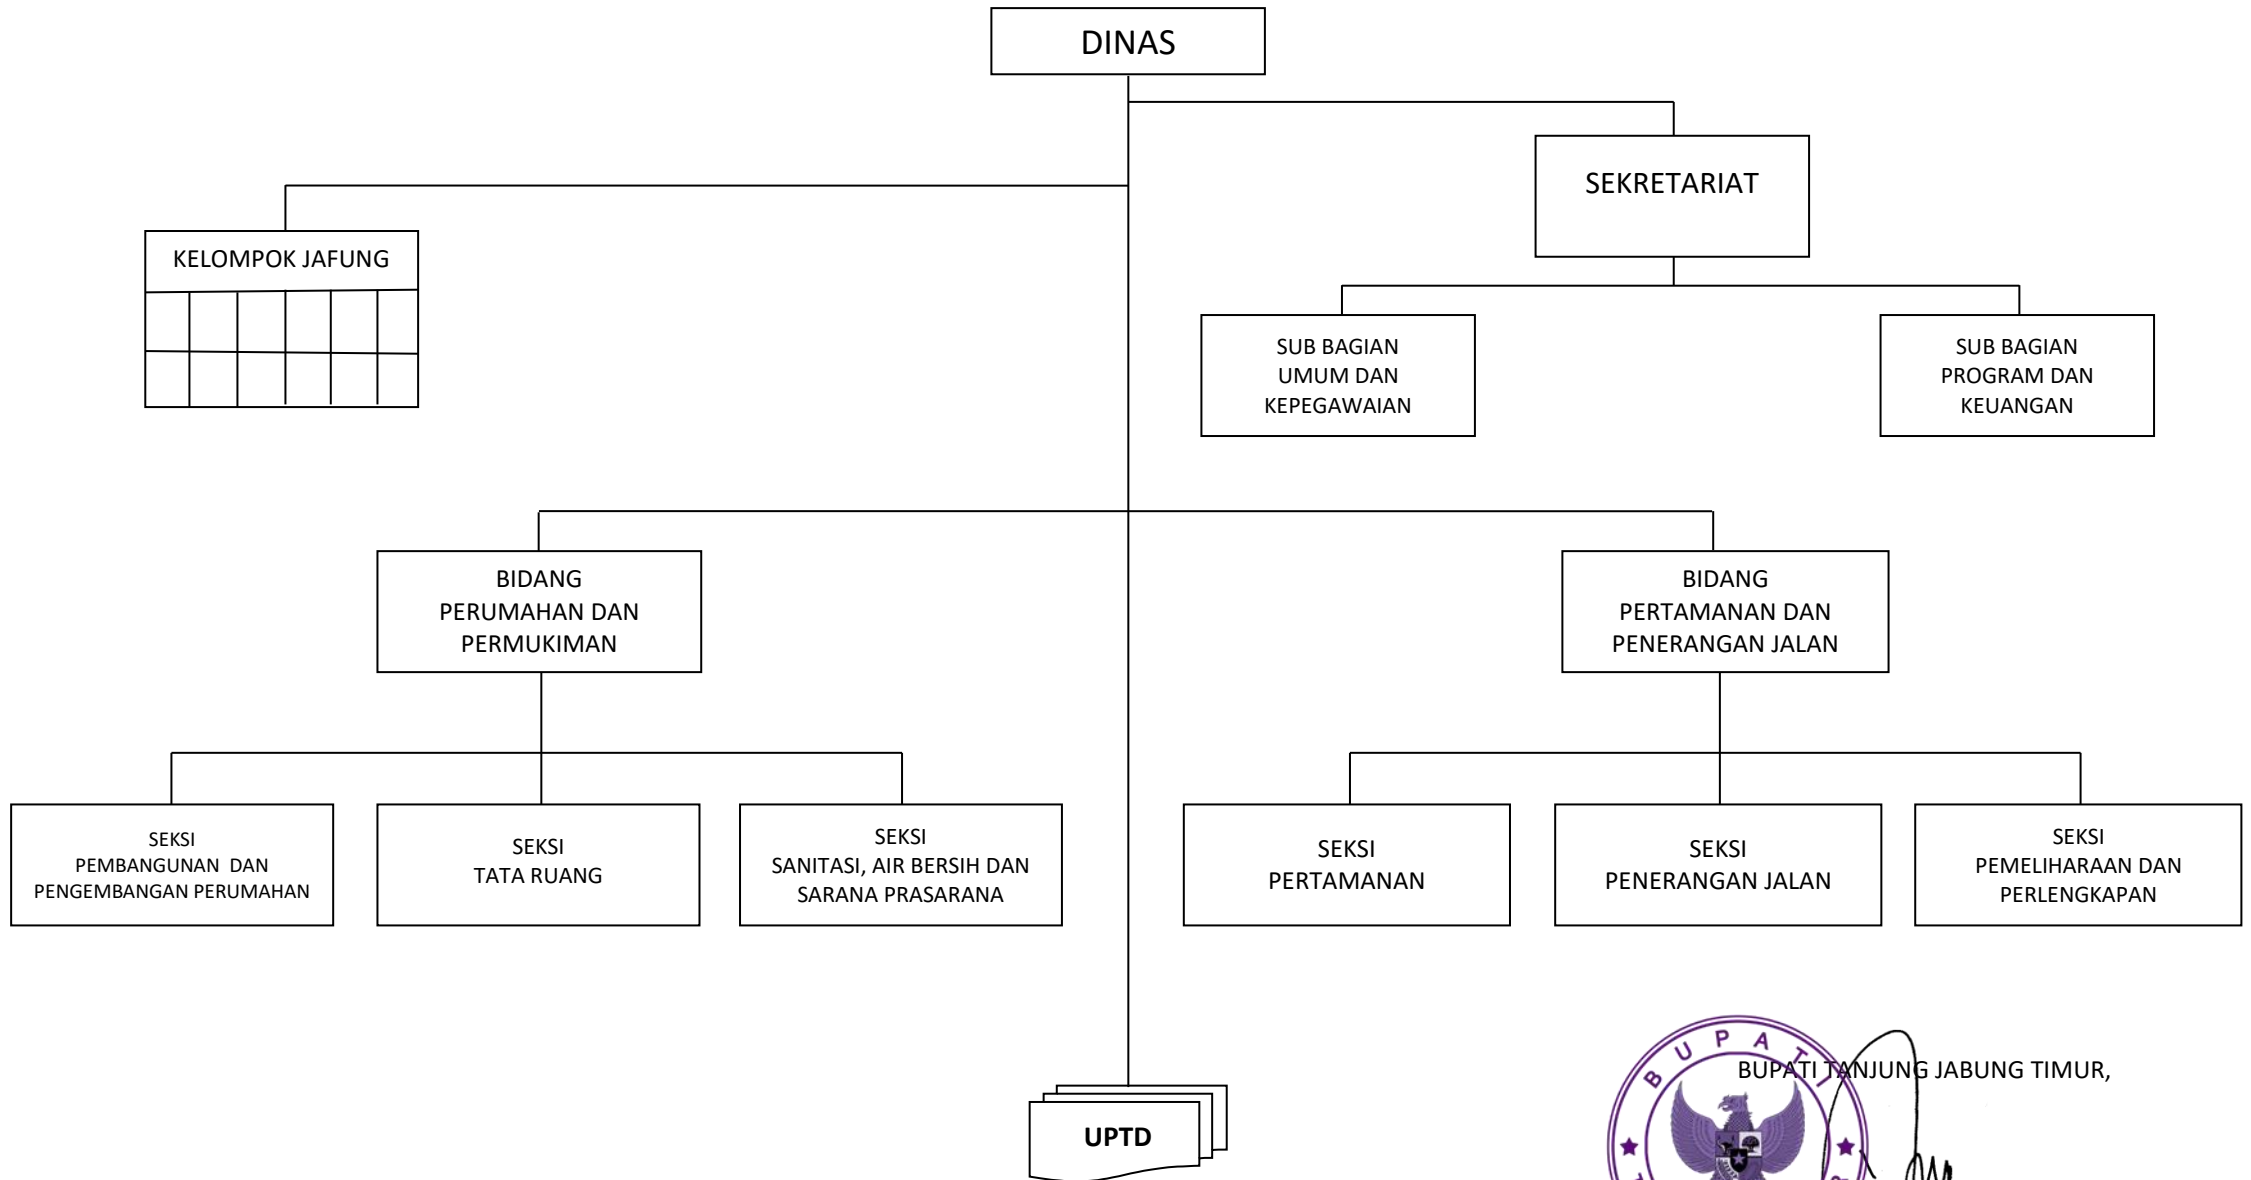 DINAS
SEKRETARIAT
KELOMPOK JAFUNG
SUB BAGIAN
UMUM DAN
KEPEGAWAIAN
SUB BAGIAN
PROGRAM DAN
KEUANGAN
BIDANG
PERUMAHAN DAN
PERMUKIMAN
BIDANG
PERTAMANAN DAN
PENERANGAN JALAN
SEKSI
PEMBANGUNAN DAN
PENGEMBANGAN PERUMAHAN
SEKSI
TATA RUANG
SEKSI
SANITASI, AIR BERSIH DAN
SARANA PRASARANA
SEKSI
PERTAMANAN
SEKSI
PENERANGAN JALAN
SEKSI
PEMELIHARAAN DAN
PERLENGKAPAN
BUPATI
BUPATI TANJUNG JABUNG TIMUR,
UPTD